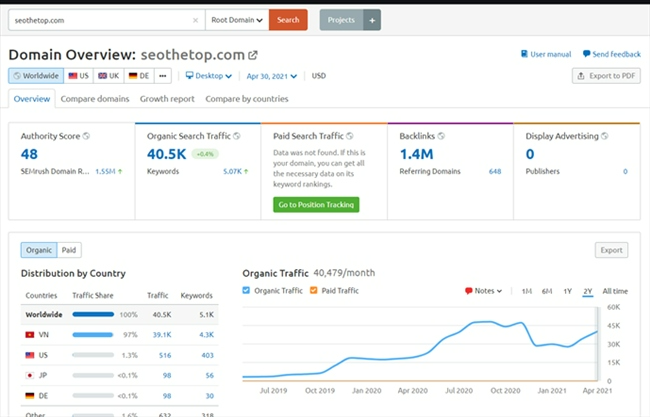 seothetop.com × Root Domain Search Projects +
Domain Overview: seothetop.com
User manual Send feedback
Worldwide US UK DE ••• Desktop Apr 30, 2021 USD
Export to PDF
Overview Compare domains Growth report Compare by countries
Authority Score
48
SEMrush Domain R... 1.55M ↑
Organic Search Traffic
40.5K +0.4%
Keywords 5.07K ↑
Paid Search Traffic
Data was not found. If this is
your domain, you can get all
the necessary data on its
keyword rankings.
Go to Position Tracking
Backlinks
1.4M
Referring Domains 648
Display Advertising
0
Publishers 0
Organic Paid
Export
Distribution by Country
Countries Traffic Share Traffic Keywords
Worldwide 100% 40.5K 5.1K
VN 97% 39.1K 4.3K
US 1.3% 516 403
JP <0.1% 98 56
DE <0.1% 98 30
Other 1.6% 632 318
Organic Traffic 40,479/month
Organic Traffic Paid Traffic
Notes 1M 6M 1Y 2Y All time
60K
45K
30K
15K
0
Jul 2019 Oct 2019 Jan 2020 Apr 2020 Jul 2020 Oct 2020 Jan 2021 Apr 2021